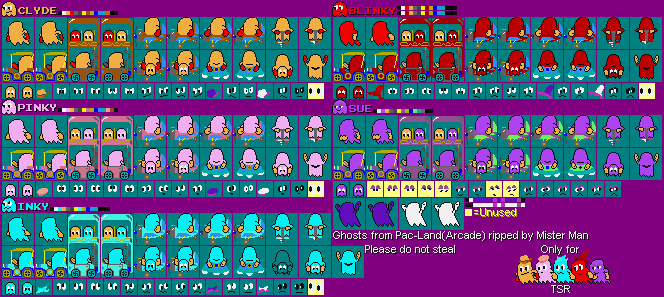 CLYDE
BLINKY
PINKY
SUE
INKY
=Unused
Ghosts from Pac-Land(Arcade) ripped by Mister Man
Please do not steal
Only for
TSR